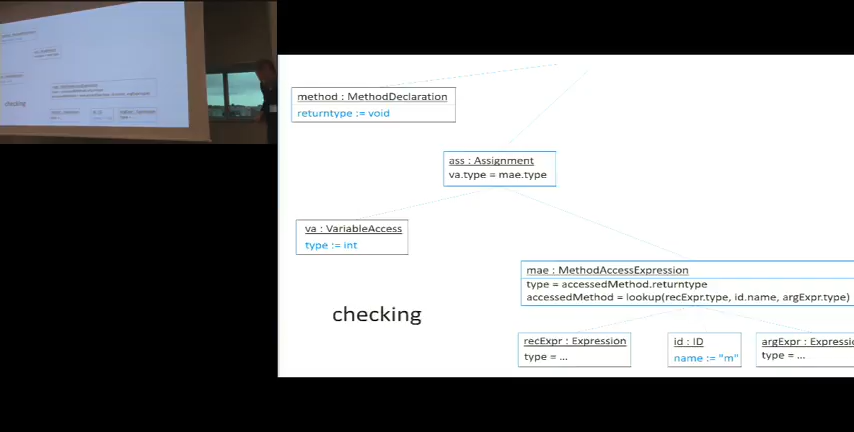 method : MethodDeclaration
returntype := void
ass : Assignment
va.type = mae.type
va : VariableAccess
type := int
mae : MethodAccessExpression
type = accessedMethod.returntype
accessedMethod = lookup(recExpr.type, id.name, argExpr.type)
checking
recExpr : Expression
type = ...
id : ID
name := "m"
argExpr : Expressio
type = ...
checking